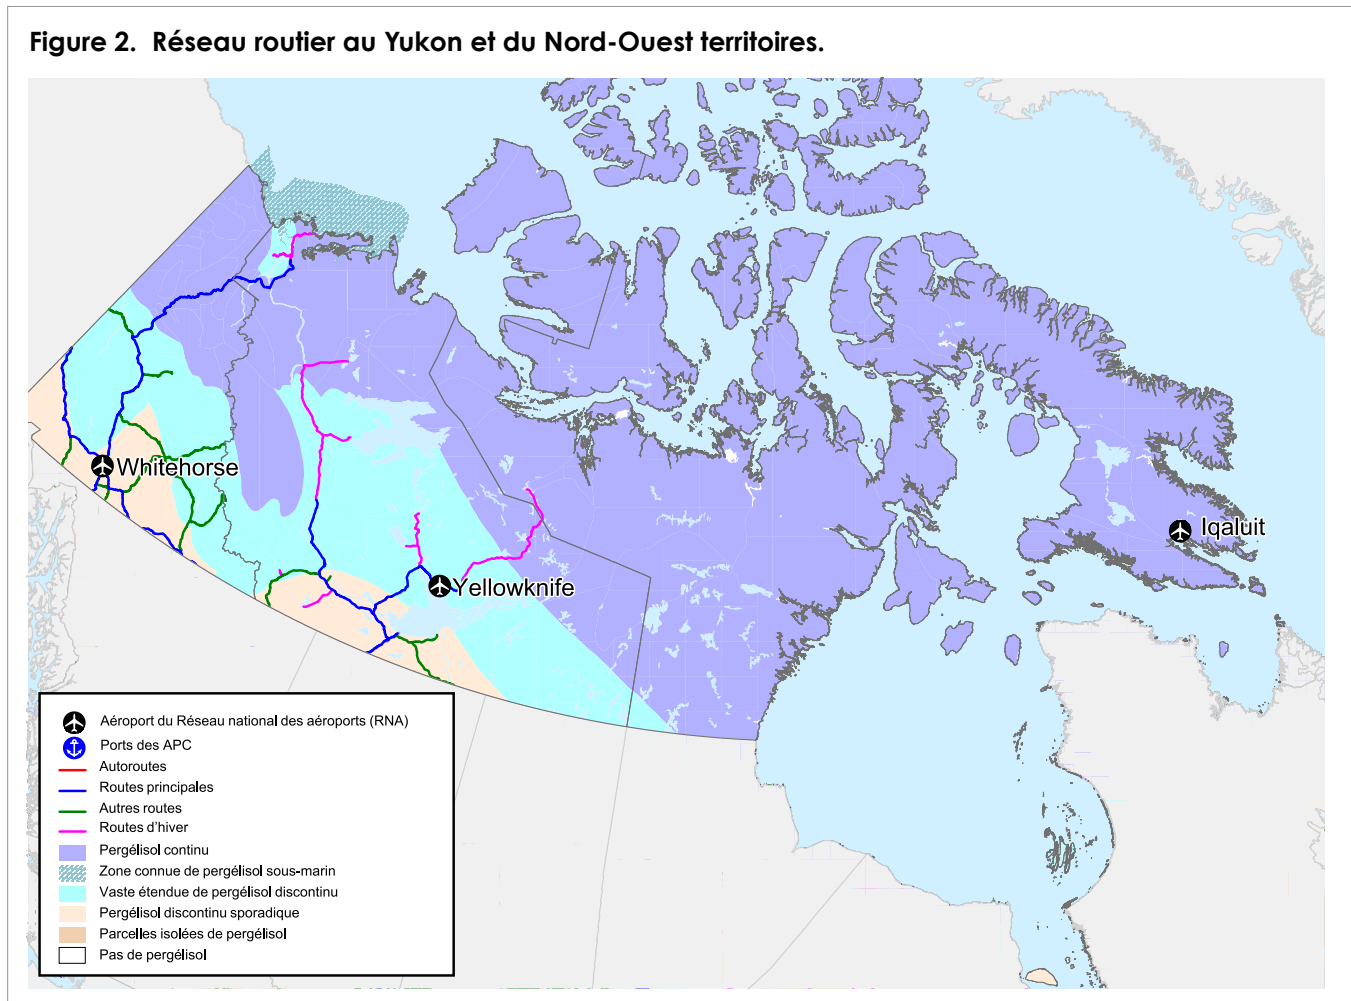 Figure 2. Réseau routier au Yukon et du Nord-Ouest territoires.
Whitehorse
Iqaluit
Yellowknife
Aéroport du Réseau national des aéroports (RNA)
Ports des APC
Autoroutes
Routes principales
Autres routes
Routes d'hiver
Pergélisol continu
Zone connue de pergélisol sous-marin
Vaste étendue de pergélisol discontinu
Pergélisol discontinu sporadique
Parcelles isolées de pergélisol
Pas de pergélisol